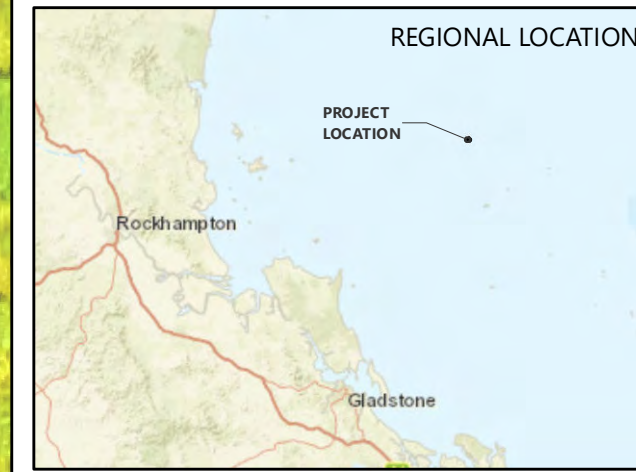 REGIONAL LOCATION
PROJECT
LOCATION
Rockhampton
Gladstone